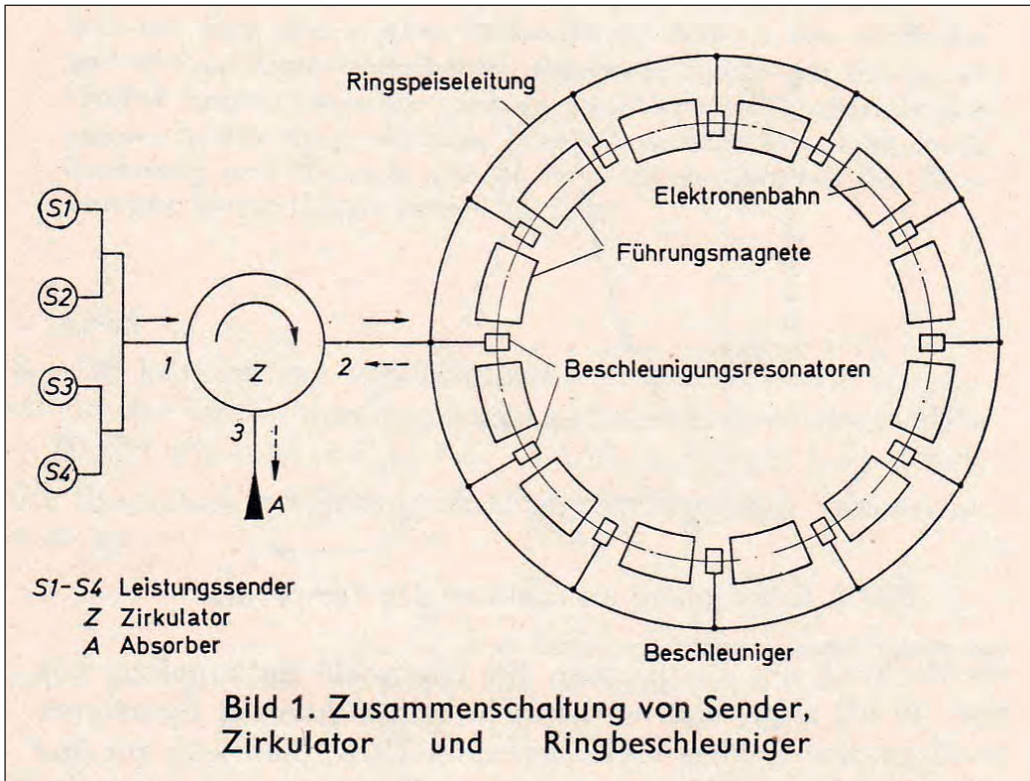 Ringspeiseleitung
Elektronenbahn
Führungsmagnete
S1
S2
S3
S4
1
Z
2
3
A
Beschleunigungsresonatoren
S1-S4 Leistungssender
Z Zirkulator
A Absorber
Beschleuniger
Bild 1. Zusammenschaltung von Sender,
Zirkulator und Ringbeschleuniger